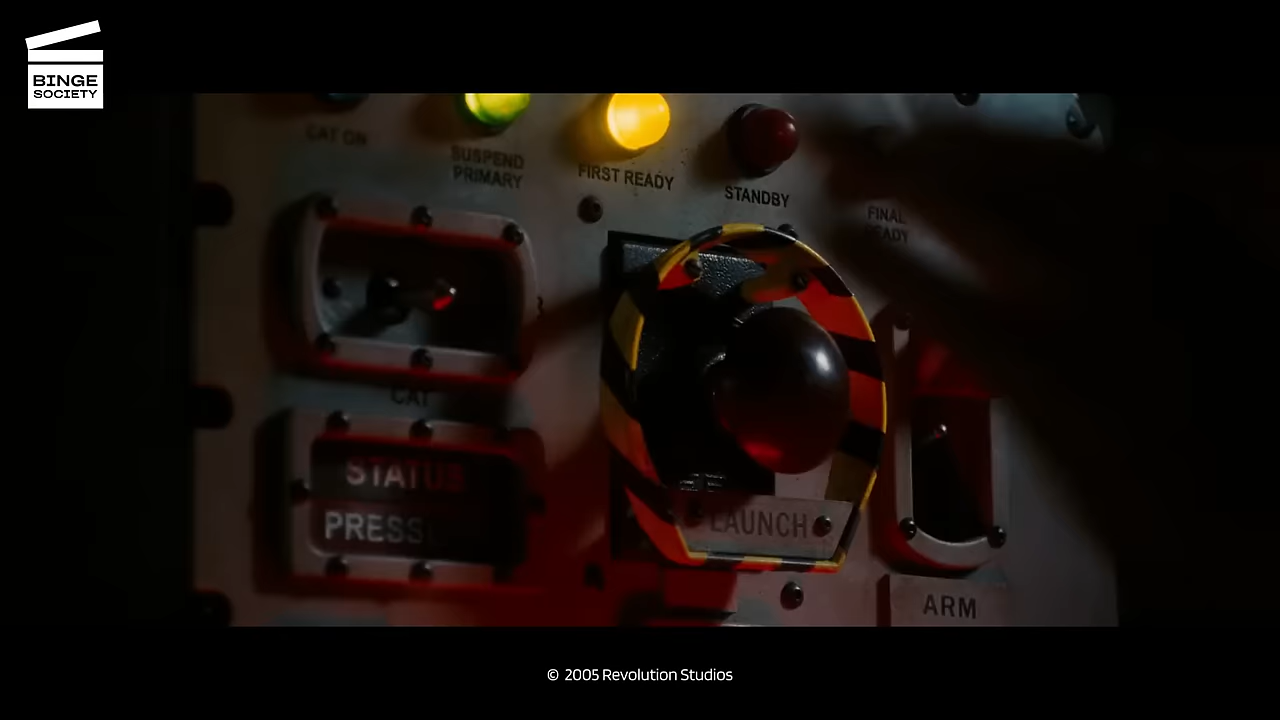 BINGE
SOCIETY
CAT ON
SUSPEND
PRIMARY
FIRST READY
STANDBY
FINAL
READY
CAT
STATUS
PRESS
LAUNCH
ARM
© 2005 Revolution Studios